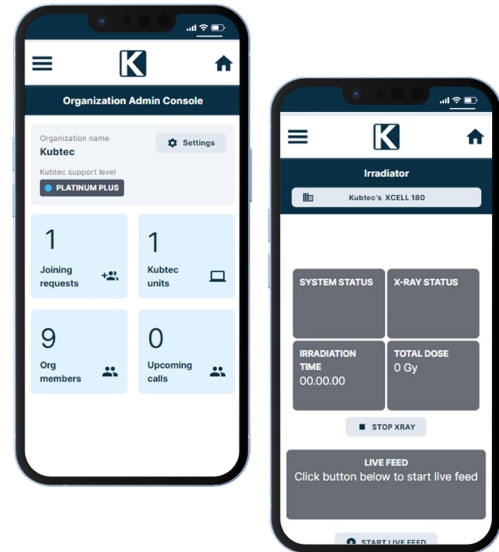 K
Organization Admin Console
Organization name
Kubtec
Settings
Kubtec support level
PLATINUM PLUS
1
Joining
requests
1
Kubtec
units
9
Org
members
0
Upcoming
calls
K
Irradiator
Kubtec's XCELL 180
SYSTEM STATUS
X-RAY STATUS
IRRADIATION
TIME
00.00.00
TOTAL DOSE
0 Gy
STOP XRAY
LIVE FEED
Click button below to start live feed
START LIVE FEED